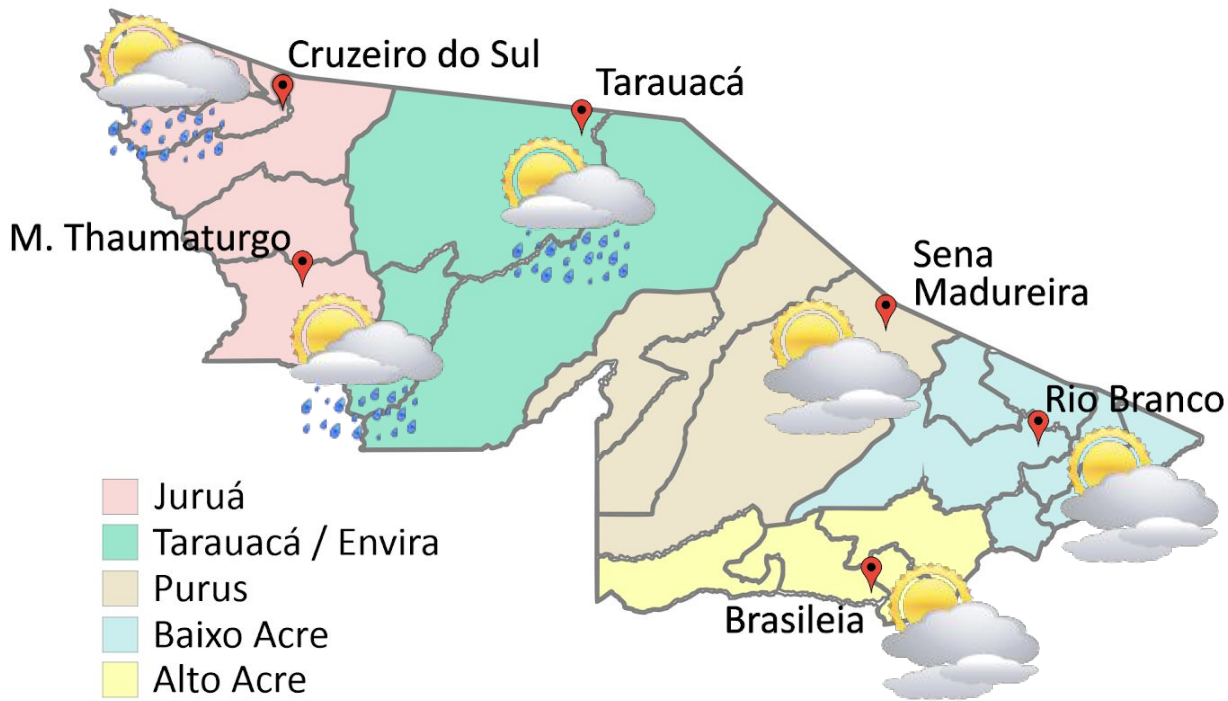 Cruzeiro do Sul
Tarauacá
M. Thaumaturgo
Sena
Madureira
Rio Branco
Brasileia
Juruá
Tarauacá / Envira
Purus
Baixo Acre
Alto Acre